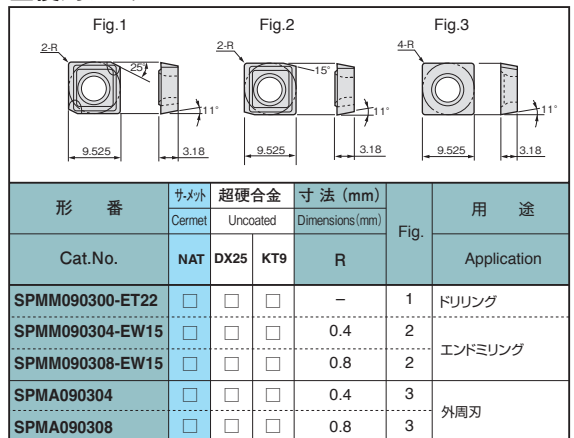 Fig.1 Fig.2 Fig.3
2-R 2-R 4-R
25° 15°
11° 11° 11°
9.525 3.18 9.525 3.18 9.525 3.18
形番 サーメット 超硬合金 寸法(mm) Fig. 用途
Cermet Uncoated Dimensions(mm)
Cat.No. NAT DX25 KT9 R Application
SPMM090300-ET22 □ □ □ – 1 ドリリング
SPMM090304-EW15 □ □ □ 0.4 2 エンドミリング
SPMM090308-EW15 □ □ □ 0.8 2
SPMA090304 □ □ □ 0.4 3 外周刃
SPMA090308 □ □ □ 0.8 3